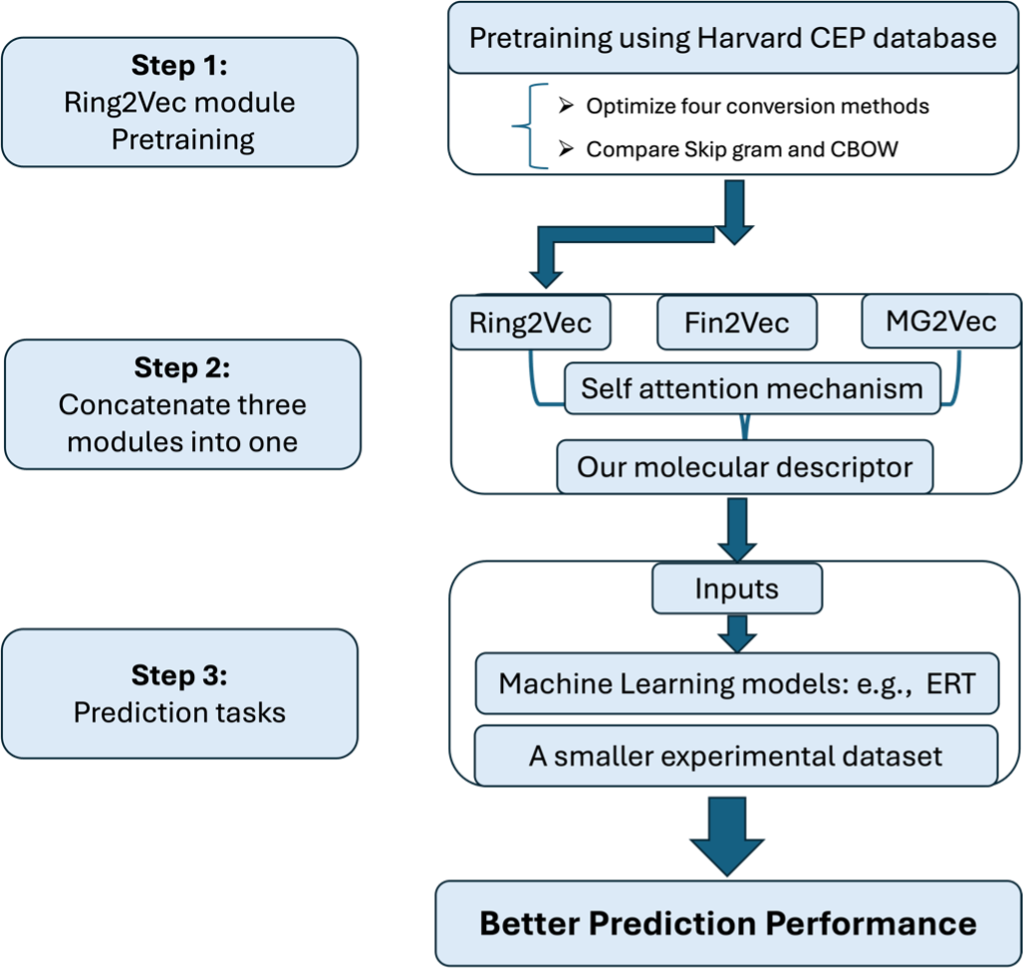 Step 1:
Ring2Vec module
Pretraining
Pretraining using Harvard CEP database
Optimize four conversion methods
Compare Skip gram and CBOW
Step 2:
Concatenate three
modules into one
Ring2Vec
Fin2Vec
MG2Vec
Self attention mechanism
Our molecular descriptor
Step 3:
Prediction tasks
Inputs
Machine Learning models: e.g., ERT
A smaller experimental dataset
Better Prediction Performance